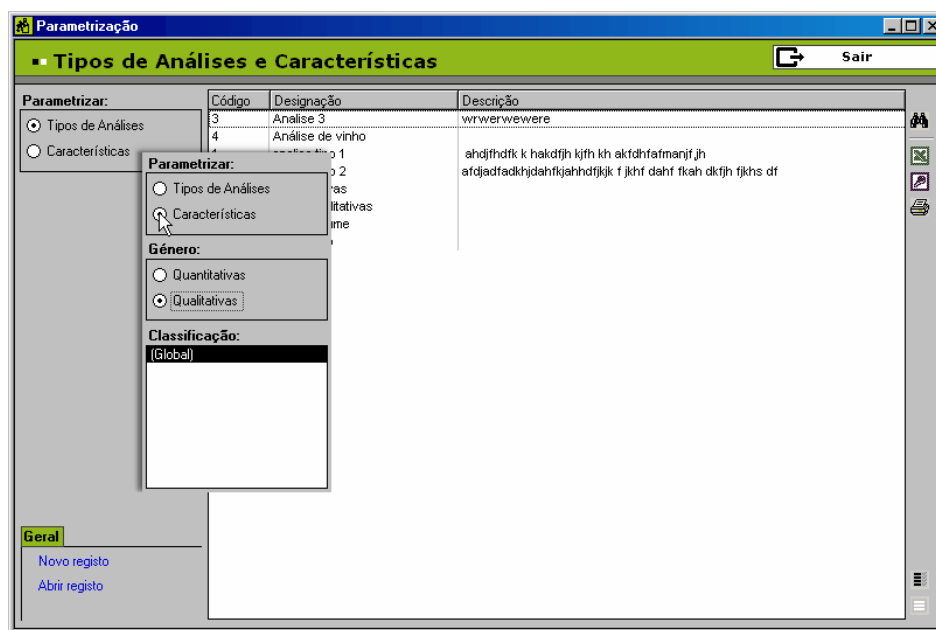 Parametrização
Tipos de Análises e Características
Sair
Parametrizar:
Tipos de Análises
Características
Código Designação Descrição
3 Analise 3 wrwerwewere
4 Análise de vinho
1 ahdjfhdfk k hakdfjh kjfh kh akfdhfafmanjf,jh
2 afdjadfadkhjdahfkjahhdfjkjk f jkhf dahf fkah dkfjh fjkhs df
Parametrizar:
Tipos de Análises
Características
Género:
Quantitativas
Qualitativas
Classificação:
(Global)
Geral
Novo registo
Abrir registo